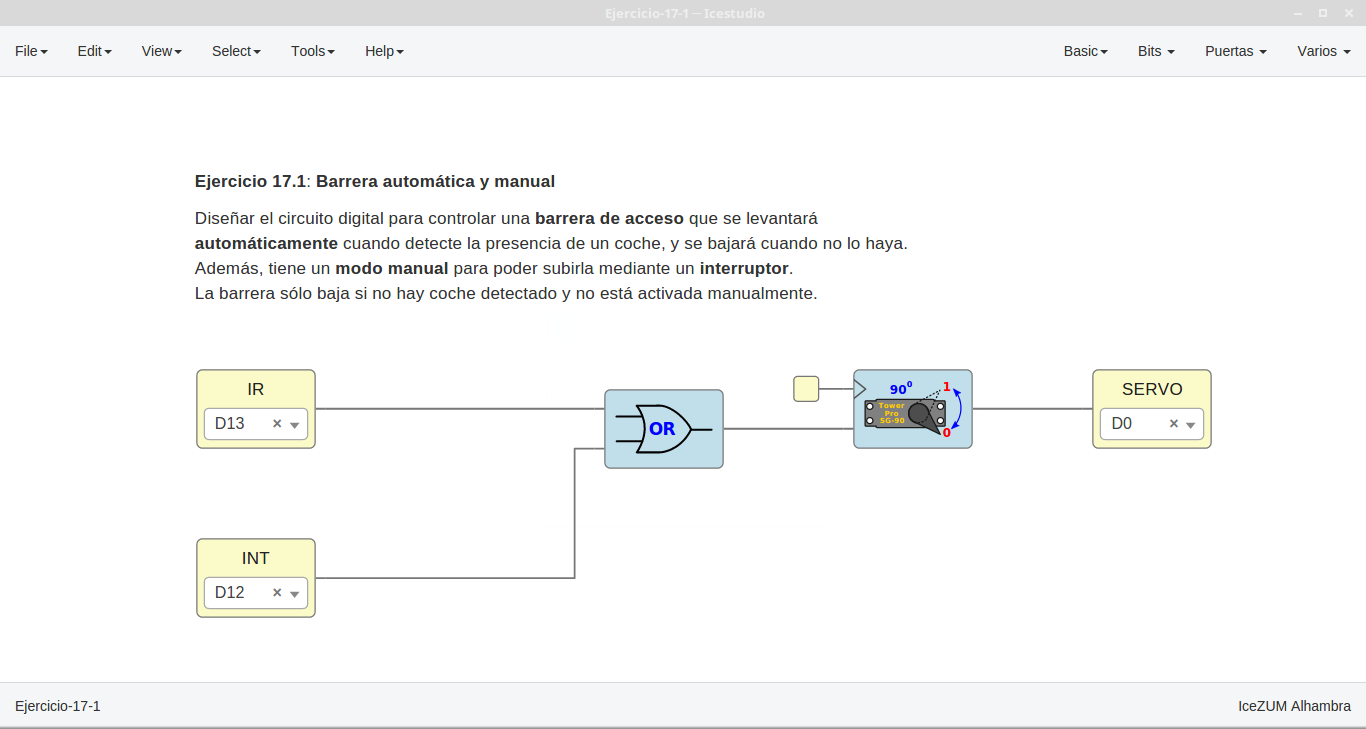 Ejercicio-17-1 – Icestudio
File Edit View Select Tools Help Basic Bits Puertas Varios
Ejercicio 17.1: Barrera automática y manual
Diseñar el circuito digital para controlar una barrera de acceso que se levantará
automáticamente cuando detecte la presencia de un coche, y se bajará cuando no lo haya.
Además, tiene un modo manual para poder subirla mediante un interruptor.
La barrera sólo baja si no hay coche detectado y no está activada manualmente.
IR
D13 ×
OR
90⁰ 1
Tower
Pro
SG-90
0
SERVO
D0 ×
INT
D12 ×
Ejercicio-17-1 IceZUM Alhambra